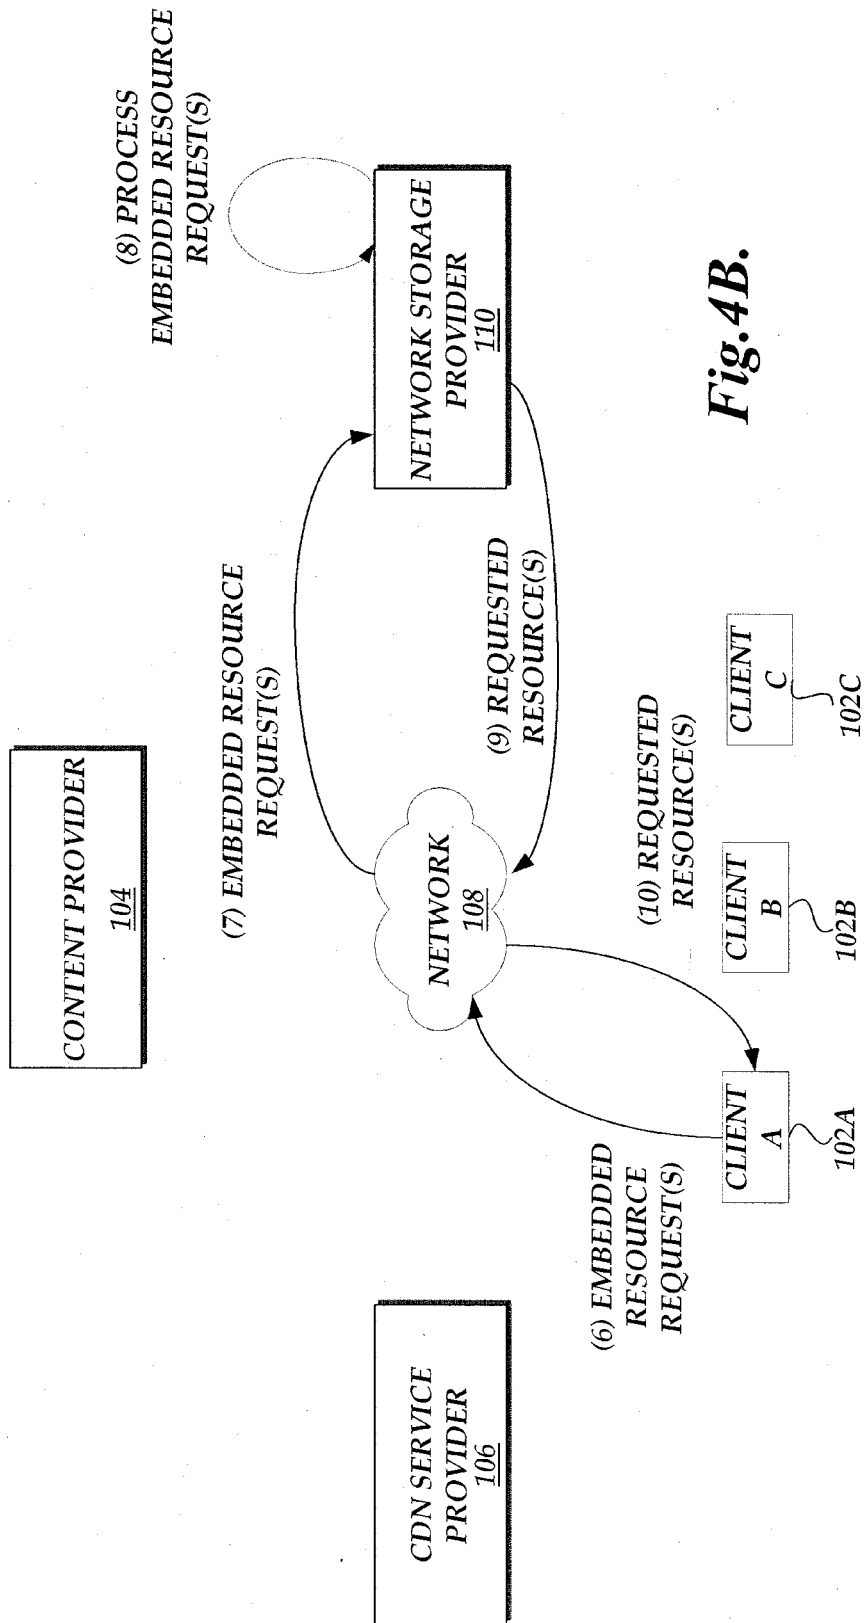 CONTENT PROVIDER
104
(8) PROCESS
EMBEDDED RESOURCE
REQUEST(S)
(7) EMBEDDED RESOURCE
REQUEST(S)
CDN SERVICE
PROVIDER
106
NETWORK
108
NETWORK STORAGE
PROVIDER
110
(9) REQUESTED
RESOURCE(S)
(6) EMBEDDED
RESOURCE
REQUEST(S)
(10) REQUESTED
RESOURCE(S)
CLIENT
A
102A
CLIENT
B
102B
CLIENT
C
102C
Fig.4B.